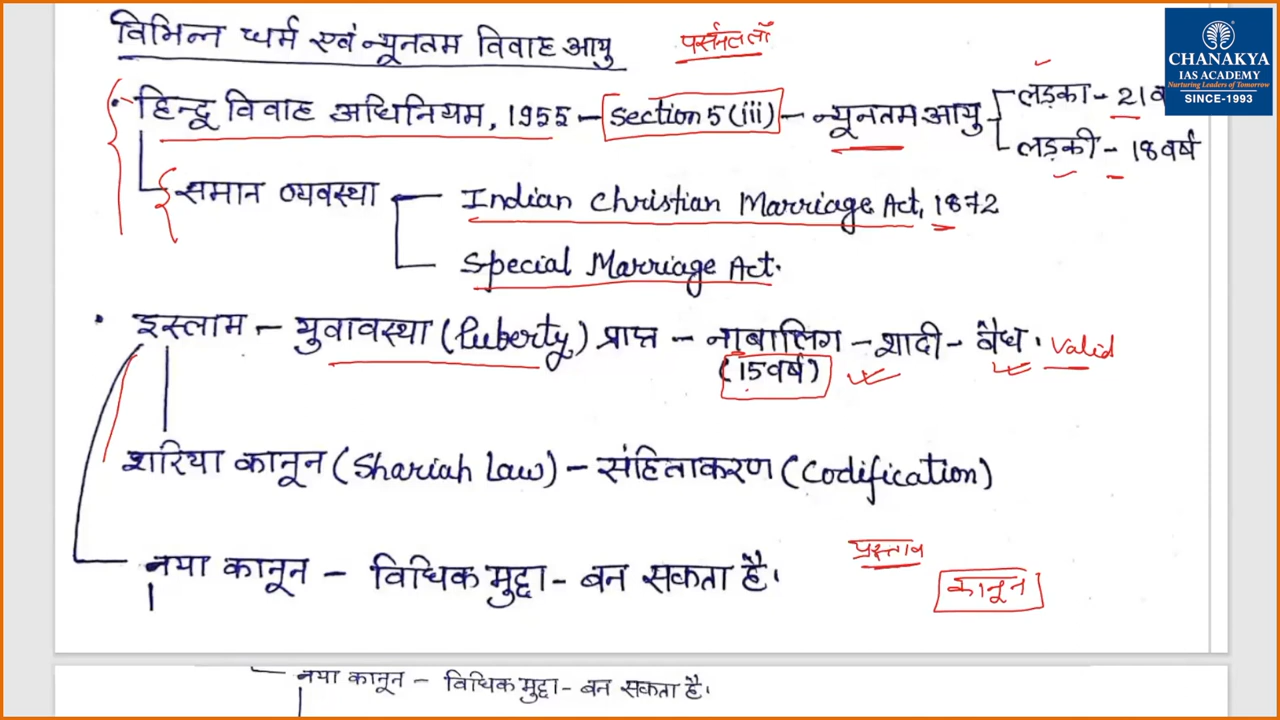 विभिन्न धर्म एवं न्यूनतम विवाह आयु
पर्सनल लॉ
CHANAKYA
IAS ACADEMY
Nurturing Leaders of Tomorrow
SINCE-1993
• हिन्दू विवाह अधिनियम, 1955 - Section 5 (iii) - न्यूनतम आयु
लड़का - 21 व
लड़की - 18 वर्ष
समान व्यवस्था
Indian Christian Marriage Act, 1872
Special Marriage Act.
• इस्लाम - युवावस्था (Puberty) प्राप्त - नाबालिग - शादी - वैध. Valid
(15 वर्ष)
शरिया कानून (Shariah Law) - संहिताकरण (Codification)
प्रस्ताव
नया कानून - विधिक मुद्दा - बन सकता है.
कानून
नया कानून - विधिक मुद्दा - बन सकता है.